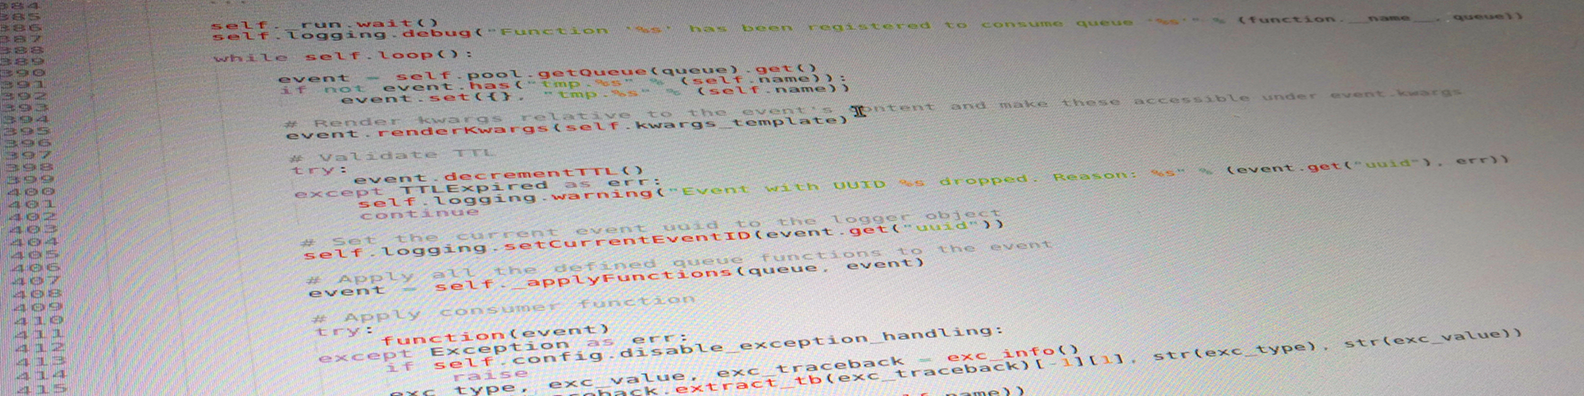 384
385
386 self.__run.wait()
387 self.logging.debug("Function '%s' has been registered to consume queue '%s'" % (function.__name__, queue))
388
389 while self.loop():
390
391 event = self.pool.getQueue(queue).get()
392 if not event.has("tmp.%s" % (self.name)):
393 event.set({}, "tmp.%s" % (self.name))
394 # Render kwargs relative to the event's content and make these accessible under event.kwargs
395 event.renderKwargs(self.kwargs_template)
396
397 # Validate TTL
398 try:
399 event.decrementTTL()
400 except TTLExpired as err:
401 self.logging.warning("Event with UUID %s dropped. Reason: %s" % (event.get("uuid"), err))
402 continue
403
404 # Set the current event uuid to the logger object
405 self.logging.setCurrentEventID(event.get("uuid"))
406
407 # Apply all the defined queue functions to the event
408 event = self._applyFunctions(queue, event)
409
410 # Apply consumer function
411 try:
412 function(event)
413 except Exception as err:
414 if self.config.disable_exception_handling:
415 raise
exc_type, exc_value, exc_traceback = exc_info()
.extract_tb(exc_traceback)[-1][1], str(exc_type), str(exc_value))
name))